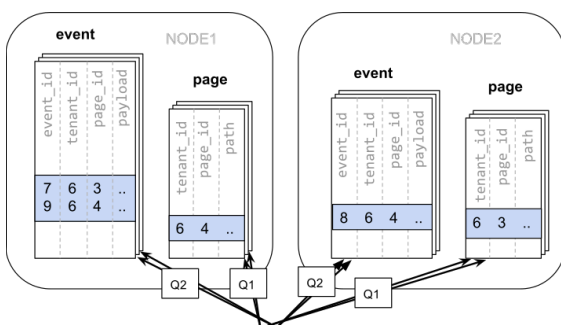 NODE1
event
event_id
tenant_id
page_id
payload
7 6 3 ..
9 6 4 ..
page
tenant_id
page_id
path
6 4 ..
NODE2
event
event_id
tenant_id
page_id
payload
8 6 4 ..
page
tenant_id
page_id
path
6 3 ..
Q2
Q1
Q2
Q1